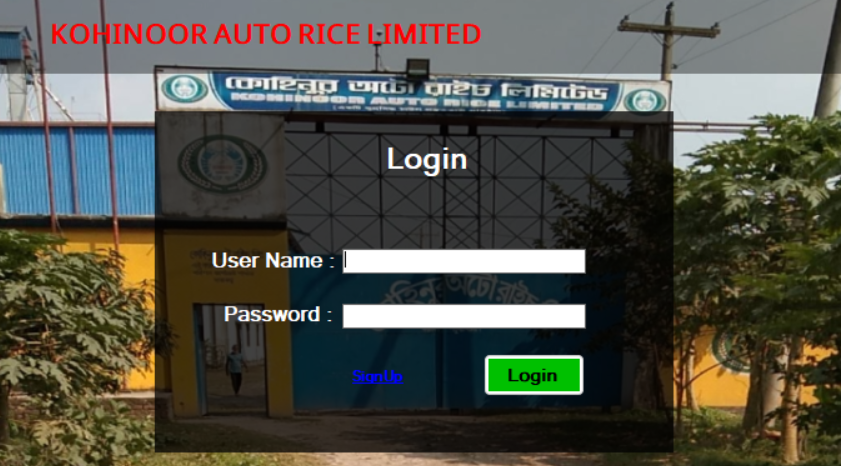 KOHINOOR AUTO RICE LIMITED
কোহিনুর অটো রাইচ লিমিটেড
KOHINOOR AUTO RICE LIMITED
Login
User Name :
Password :
SignUp
Login